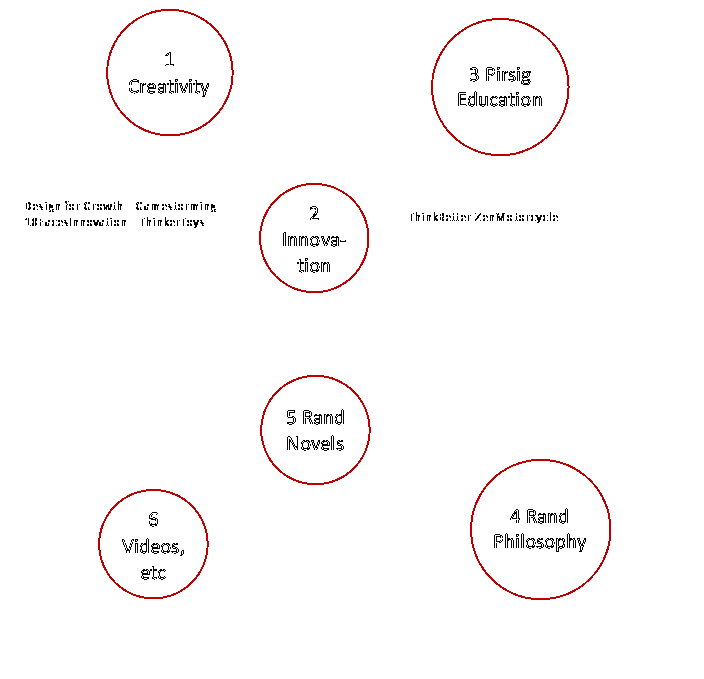 1
Creativity
3 Pirsig
Education
Design for Growth Gamestorming
10FacesInnovation ThinkerToys
2
Innova-
tion
ThinkBetter ZenMotorcycle
5 Rand
Novels
6
Videos,
etc
4 Rand
Philosophy